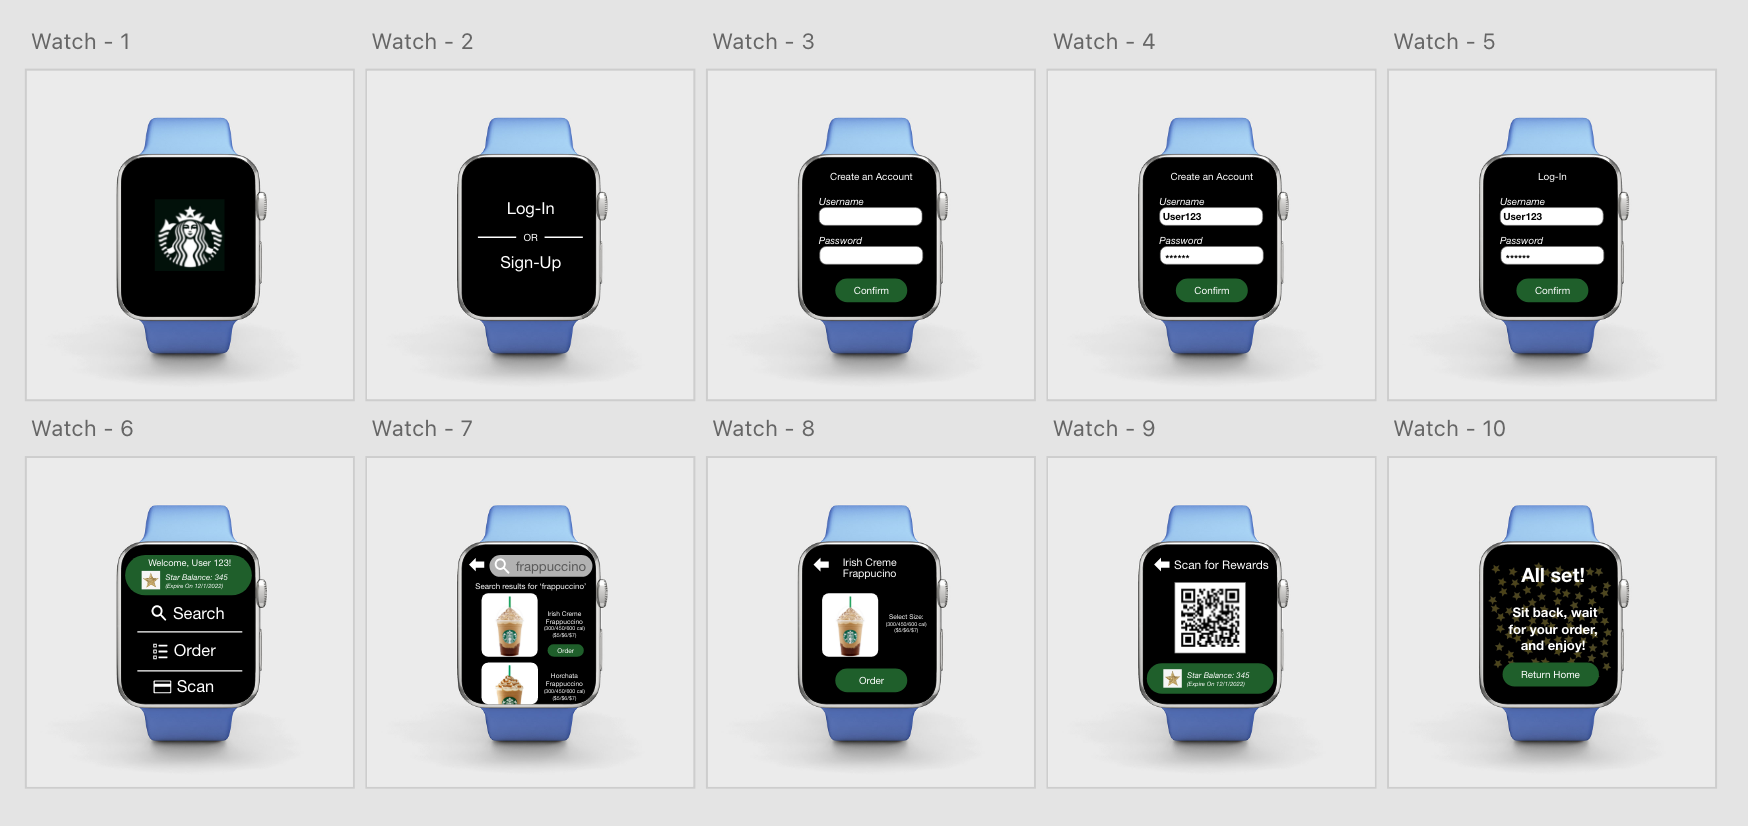 Watch - 1
Watch - 2
Watch - 3
Watch - 4
Watch - 5
Log-In
OR
Sign-Up
Create an Account
Username
Password
Confirm
Create an Account
Username
User123
Password
******
Confirm
Log-In
Username
User123
Password
******
Confirm
Watch - 6
Watch - 7
Watch - 8
Watch - 9
Watch - 10
Welcome, User 123!
Star Balance: 345
(Expire On 12/1/2022)
Search
Order
Scan
frappuccino
Search results for 'frappuccino'
Irish Creme
Frappuccino
(300/450/600 cal)
($5/$6/$7)
Order
Horchata
Frappuccino
(300/450/600 cal)
($5/$6/$7)
Irish Creme
Frappucino
Select Size:
(300/450/600 cal)
($5/$6/$7)
Order
Scan for Rewards
Star Balance: 345
(Expire On 12/1/2022)
All set!
Sit back, wait
for your order,
and enjoy!
Return Home